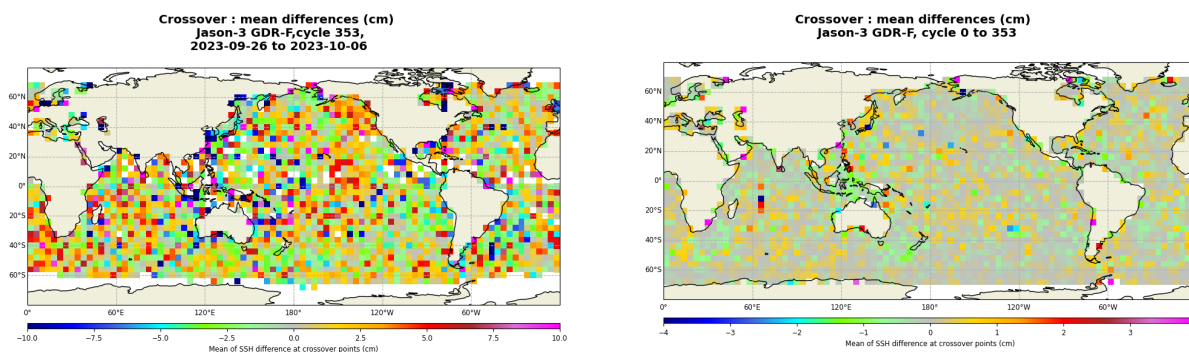 Crossover : mean differences (cm)
Jason-3 GDR-F,cycle 353,
2023-09-26 to 2023-10-06
60°N
40°N
20°N
0°
20°S
40°S
60°S
0° 60°E 120°E 180° 120°W 60°W
−10.0 −7.5 −5.0 −2.5 0.0 2.5 5.0 7.5 10.0
Mean of SSH difference at crossover points (cm)
Crossover : mean differences (cm)
Jason-3 GDR-F, cycle 0 to 353
60°N
40°N
20°N
0°
20°S
40°S
60°S
0° 60°E 120°E 180° 120°W 60°W
−4 −3 −2 −1 0 1 2 3
Mean of SSH difference at crossover points (cm)